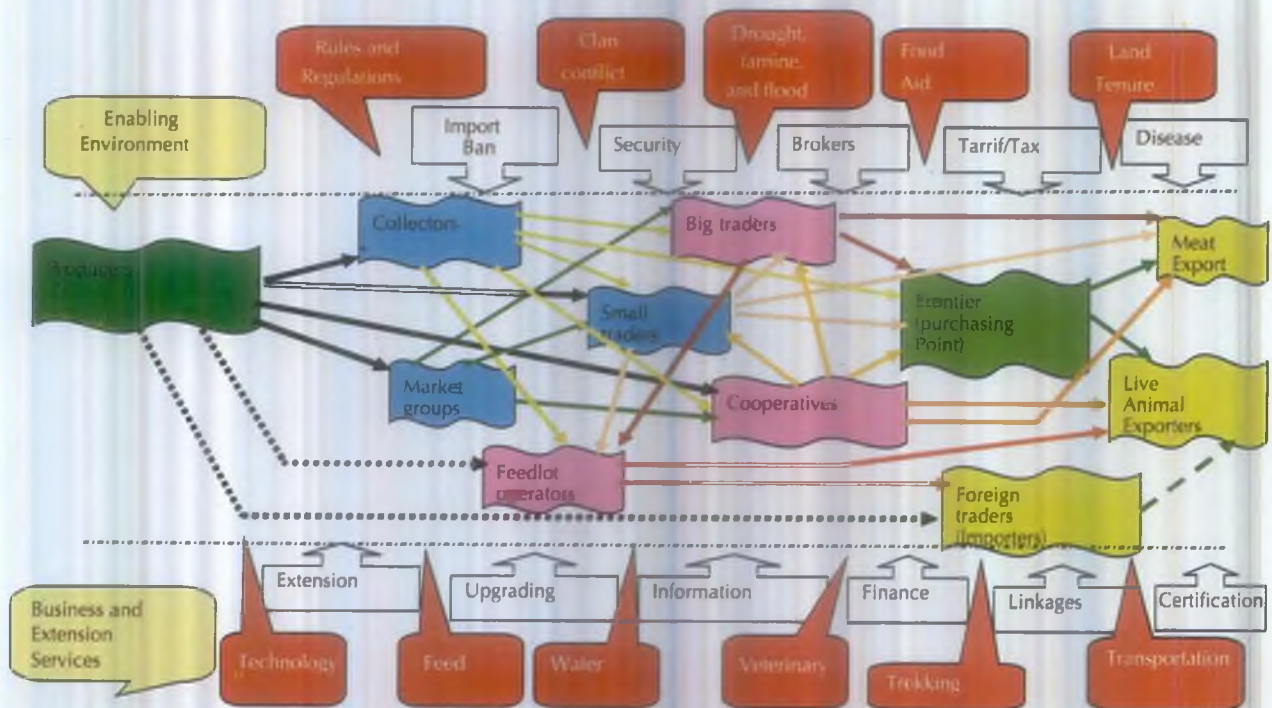 Rules and
Regulations
Clan
conflict
Drought,
famine,
and flood
Food
Aid
Land
Tenure
Enabling
Environment
Import
Ban
Security
Brokers
Tarrif/Tax
Disease
Collectors
Big traders
Meat
Export
Producers
Small
traders
Frontier
(purchasing
Point)
Market
groups
Cooperatives
Live
Animal
Exporters
Feedlot
operators
Foreign
traders
(Importers)
Extension
Upgrading
Information
Finance
Linkages
Certification
Business and
Extension
Services
Technology
Feed
Water
Veterinary
Trekking
Transportation